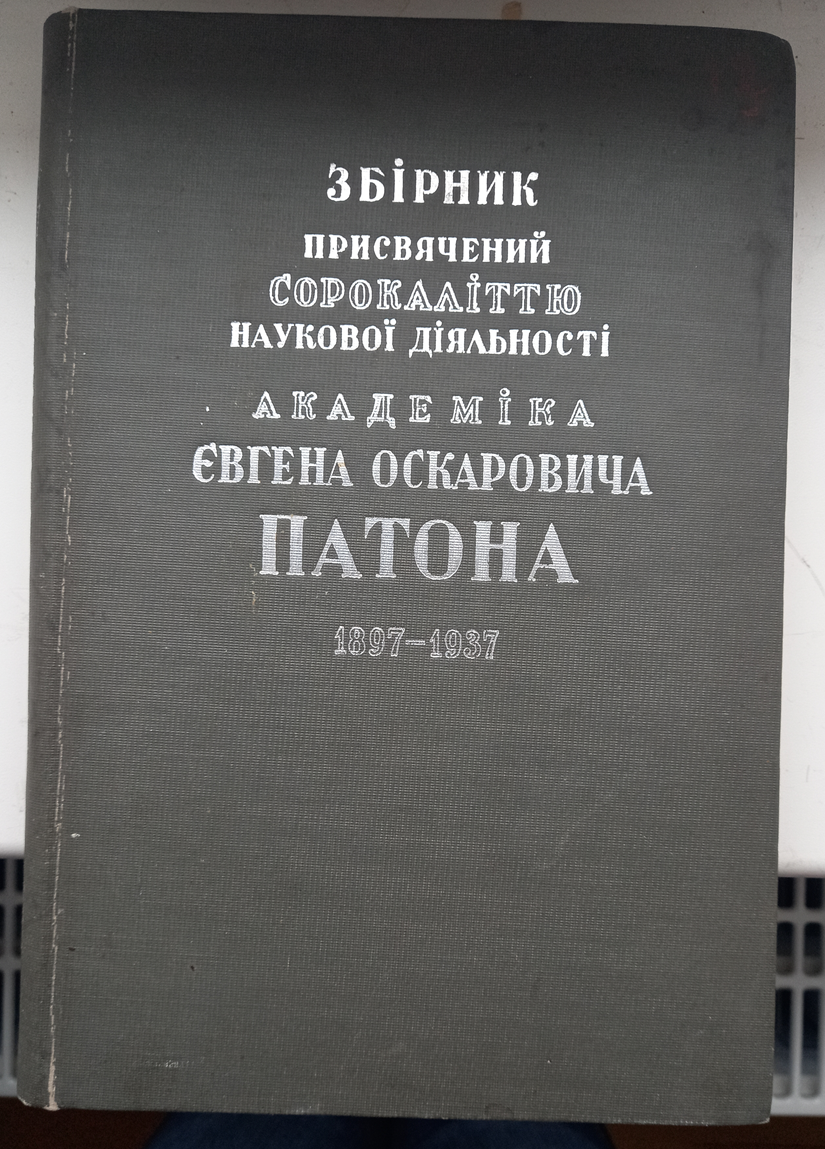 ЗБІРНИК
ПРИСВЯЧЕНИЙ
СОРОКАЛІТТЮ
НАУКОВОЇ ДІЯЛЬНОСТІ
АКАДЕМІКА
ЄВГЕНА ОСКАРОВИЧА
ПАТОНА
1897—1937